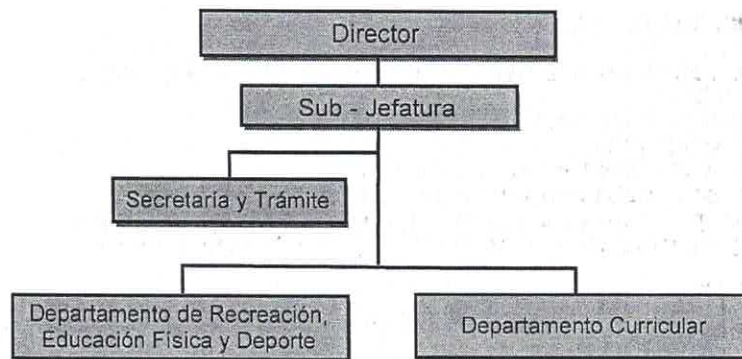 Director
Sub - Jefatura
Secretaría y Trámite
Departamento de Recreación,
Educación Física y Deporte
Departamento Curricular